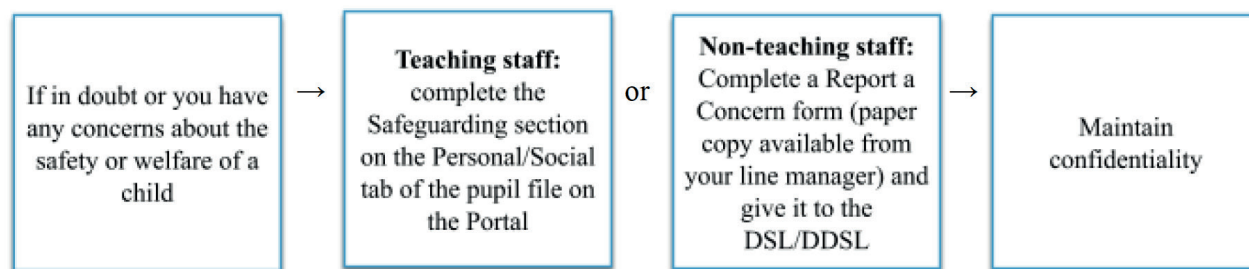 If in doubt or you have
any concerns about the
safety or welfare of a
child
→
Teaching staff:
complete the
Safeguarding section
on the Personal/Social
tab of the pupil file on
the Portal
or
Non-teaching staff:
Complete a Report a
Concern form (paper
copy available from
your line manager) and
give it to the
DSL/DDSL
→
Maintain
confidentiality